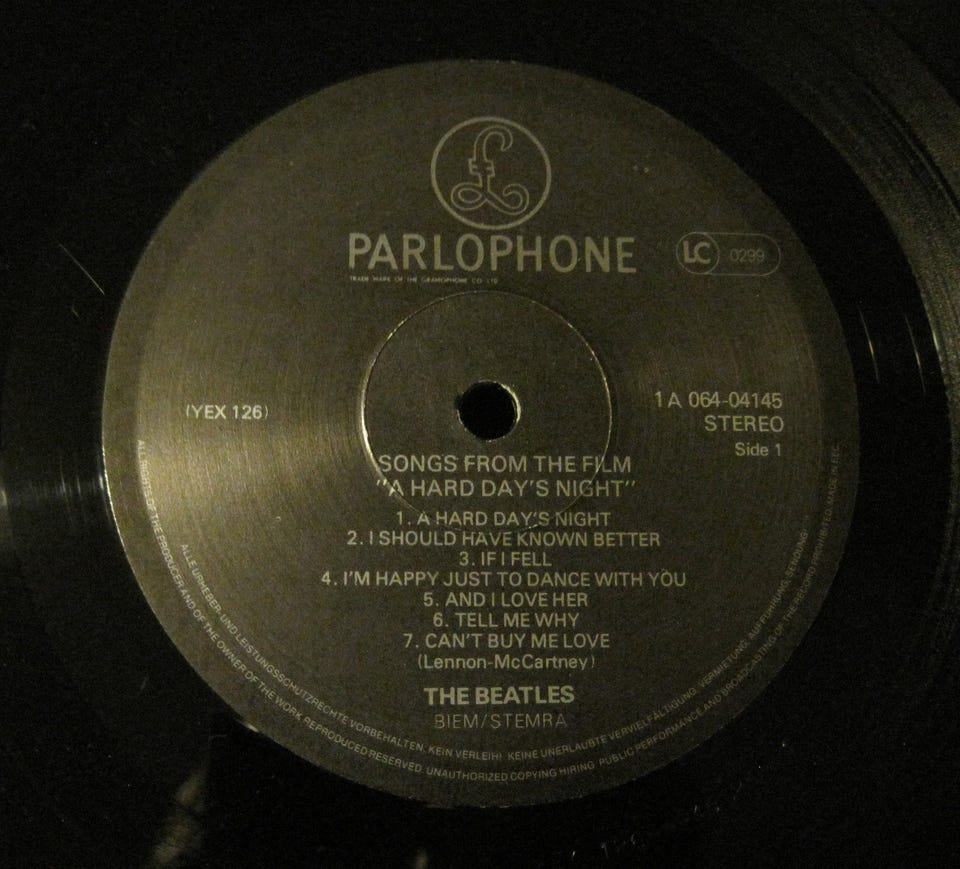 PARLOPHONE
TRADE MARK OF THE GRAMOPHONE CO. LTD
LC 0299
(YEX 126)
1 A 064-04145
STEREO
Side 1
SONGS FROM THE FILM
"A HARD DAY'S NIGHT"
1. A HARD DAY'S NIGHT
2. I SHOULD HAVE KNOWN BETTER
3. IF I FELL
4. I'M HAPPY JUST TO DANCE WITH YOU
5. AND I LOVE HER
6. TELL ME WHY
7. CAN'T BUY ME LOVE
(Lennon-McCartney)
THE BEATLES
BIEM/STEMRA
ALLE URHEBER- UND LEISTUNGSSCHUTZRECHTE VORBEHALTEN. KEIN VERLEIH! KEINE UNERLAUBTE VERVIELFÄLTIGUNG, VERMIETUNG, AUFFÜHRUNG, SENDUNG!
ALL RIGHTS OF THE PRODUCER AND OF THE OWNER OF THE WORK REPRODUCED RESERVED. UNAUTHORIZED COPYING HIRING PUBLIC PERFORMANCE AND BROADCASTING OF THE RECORD PROHIBITED. MADE IN EEC